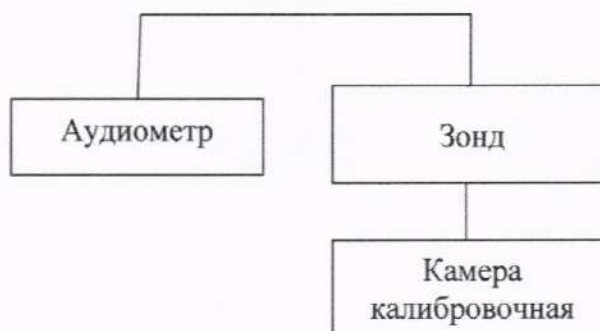 Аудиометр
Зонд
Камера
калибровочная